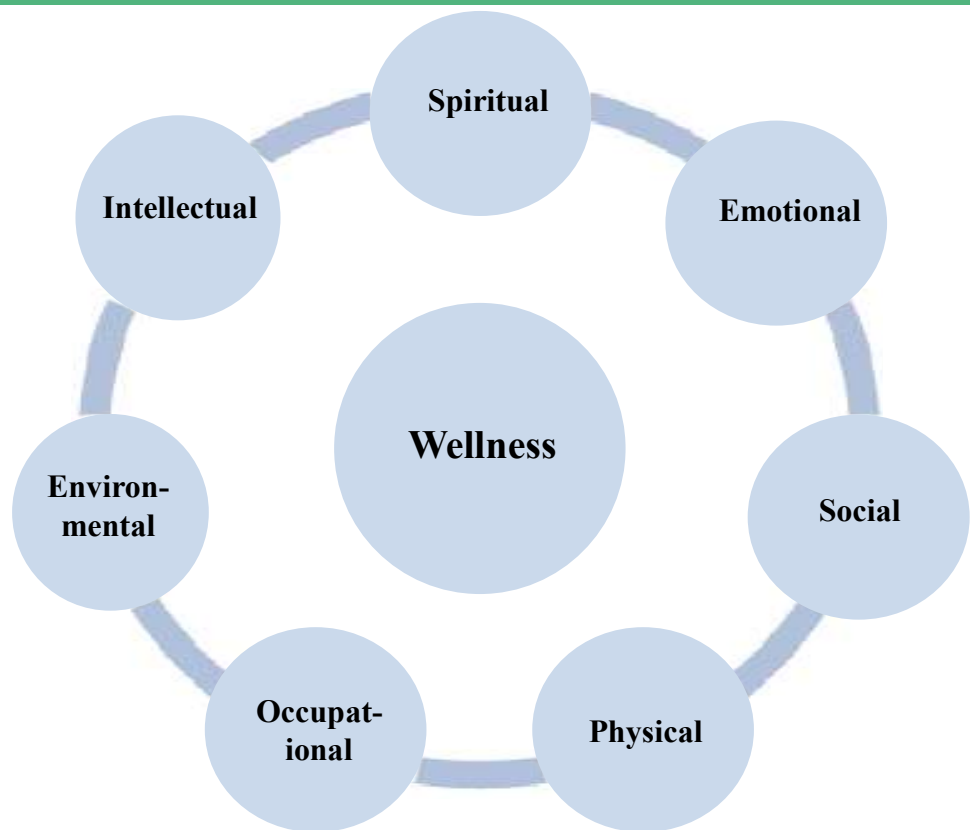 Spiritual
Intellectual
Emotional
Wellness
Environ-
mental
Social
Occupat-
ional
Physical